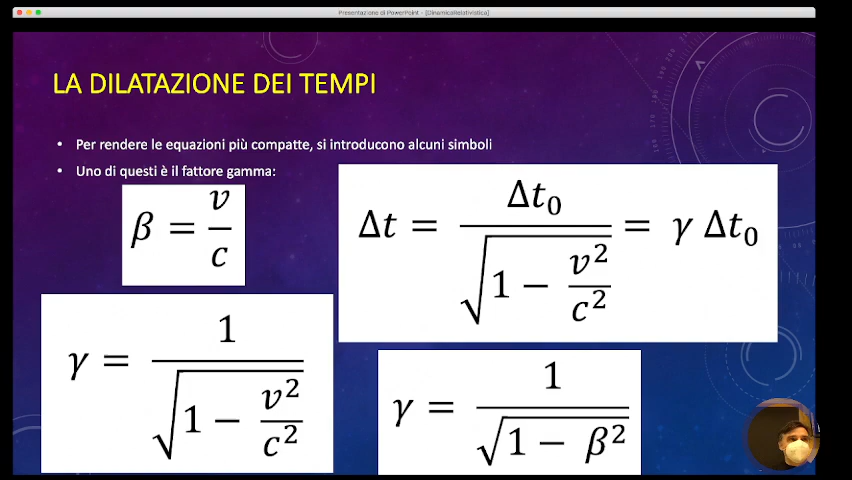 Presentazione di PowerPoint - [DinamicaRelativistica]
LA DILATAZIONE DEI TEMPI
• Per rendere le equazioni più compatte, si introducono alcuni simboli
• Uno di questi è il fattore gamma:
β = v/c
Δt = Δt₀/√(1 − v²/c²) = γ Δt₀
γ = 1/√(1 − v²/c²)
γ = 1/√(1 − β²)